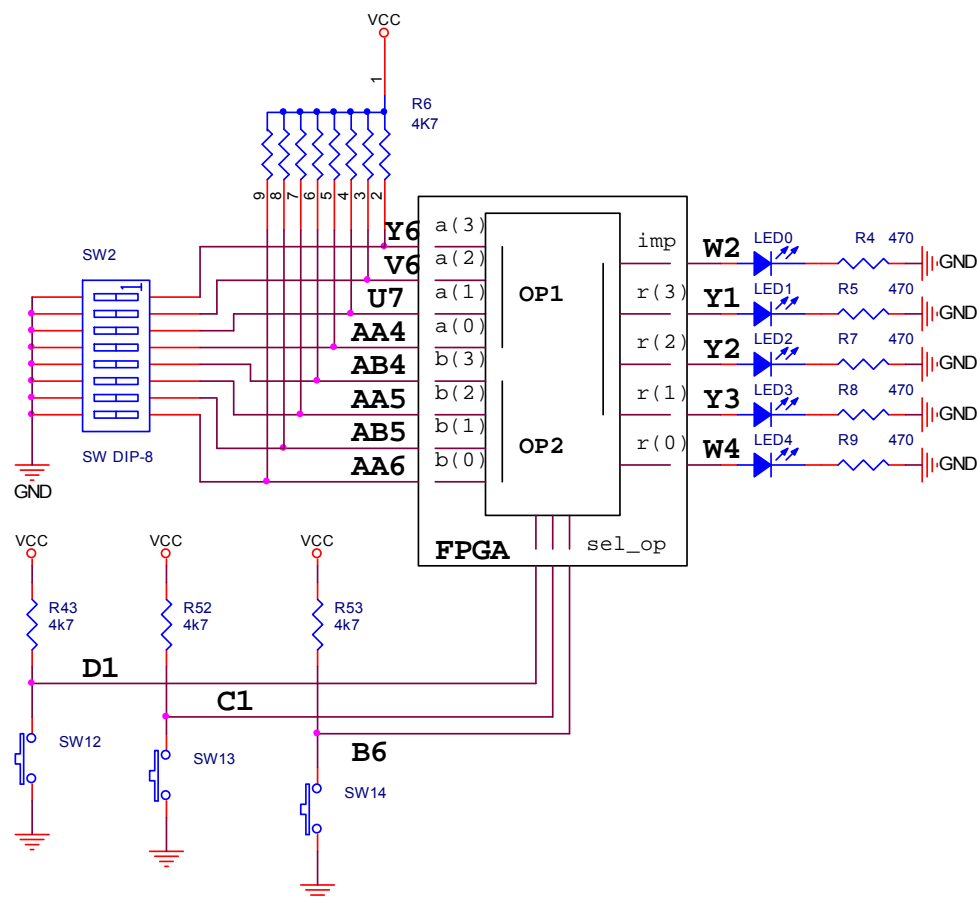 VCC
1
R6
4K7
9 8 7 6 5 4 3 2
SW2
1
SW DIP-8
GND
Y6
V6
U7
AA4
AB4
AA5
AB5
AA6
a(3)
a(2)
a(1)
a(0)
b(3)
b(2)
b(1)
b(0)
OP1
OP2
imp
r(3)
r(2)
r(1)
r(0)
FPGA
sel_op
W2 LED0 R4 470 GND
Y1 LED1 R5 470 GND
Y2 LED2 R7 470 GND
Y3 LED3 R8 470 GND
W4 LED4 R9 470 GND
VCC VCC VCC
R43 R52 R53
4k7 4k7 4k7
D1
C1
B6
SW12
SW13
SW14